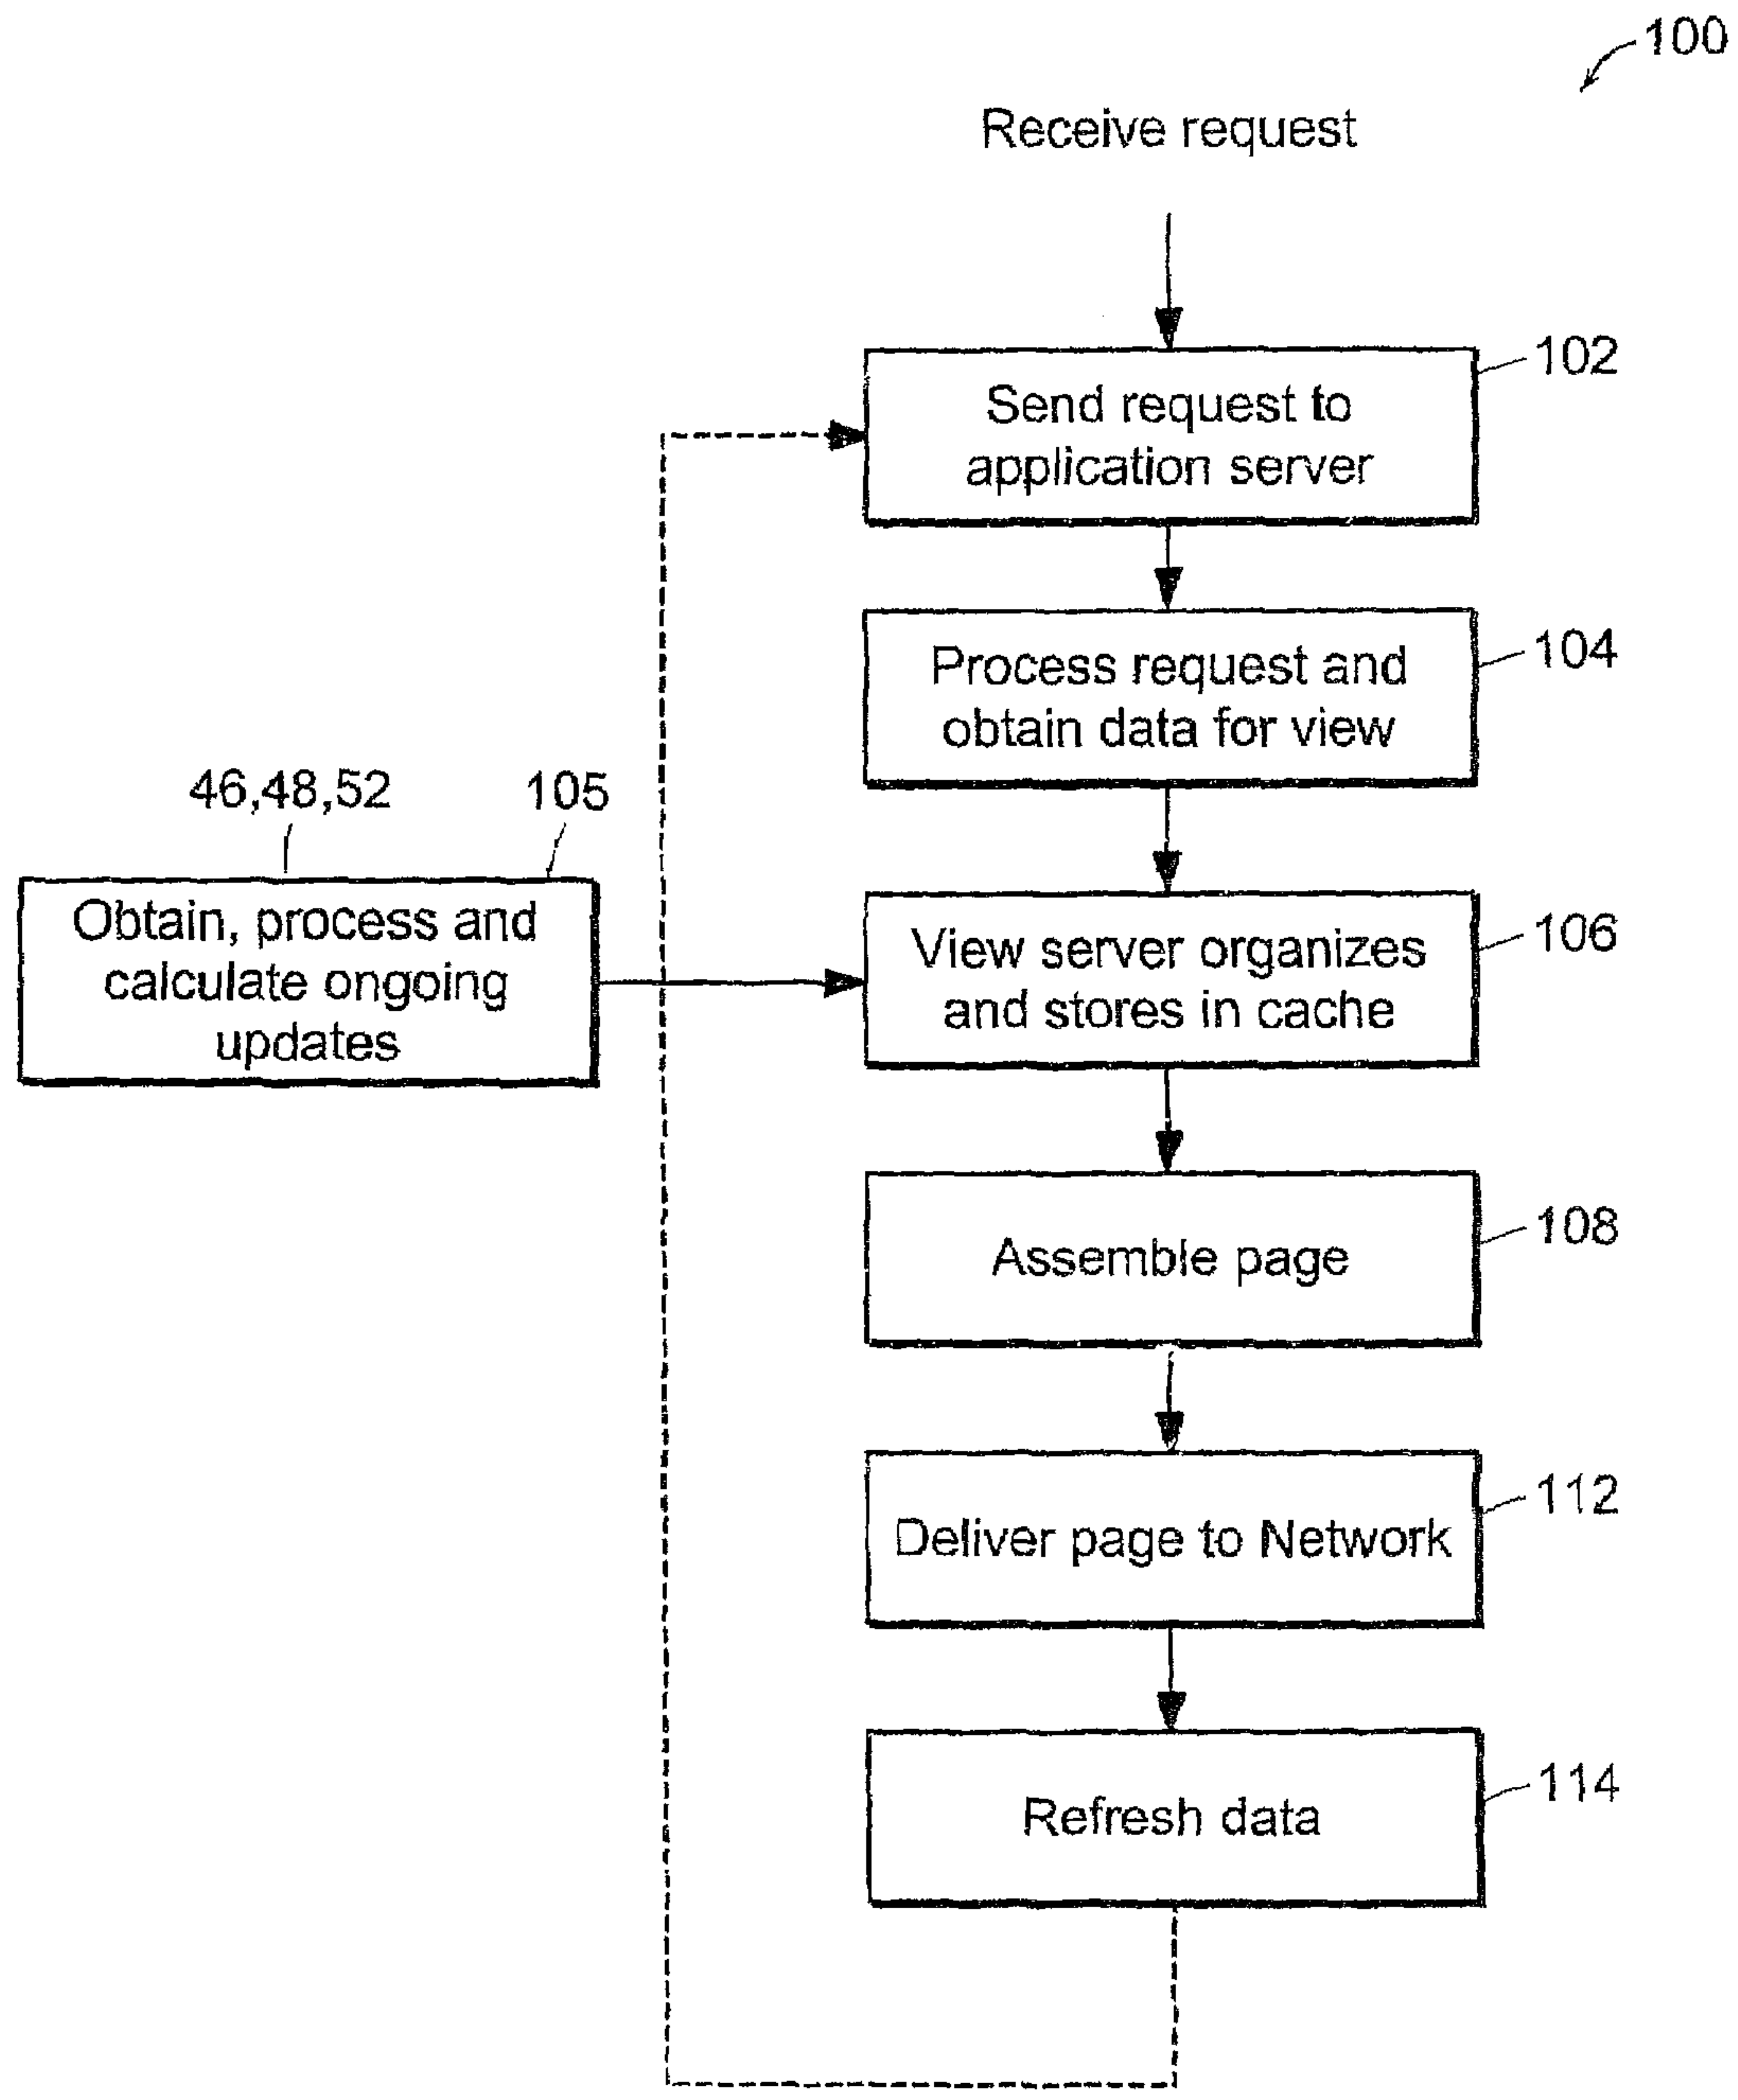 100
Receive request
102
Send request to
application server
104
Process request and
obtain data for view
46,48,52
105
Obtain, process and
calculate ongoing
updates
106
View server organizes
and stores in cache
108
Assemble page
112
Deliver page to Network
114
Refresh data